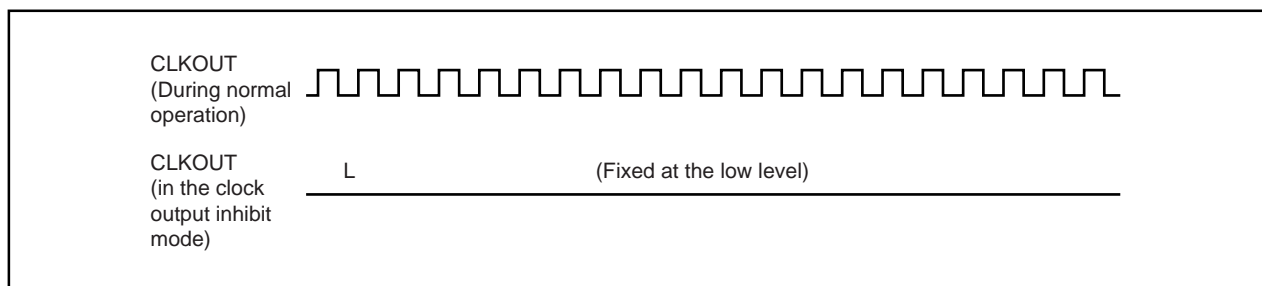 CLKOUT
(During normal
operation)
CLKOUT
(in the clock
output inhibit
mode)
L
(Fixed at the low level)